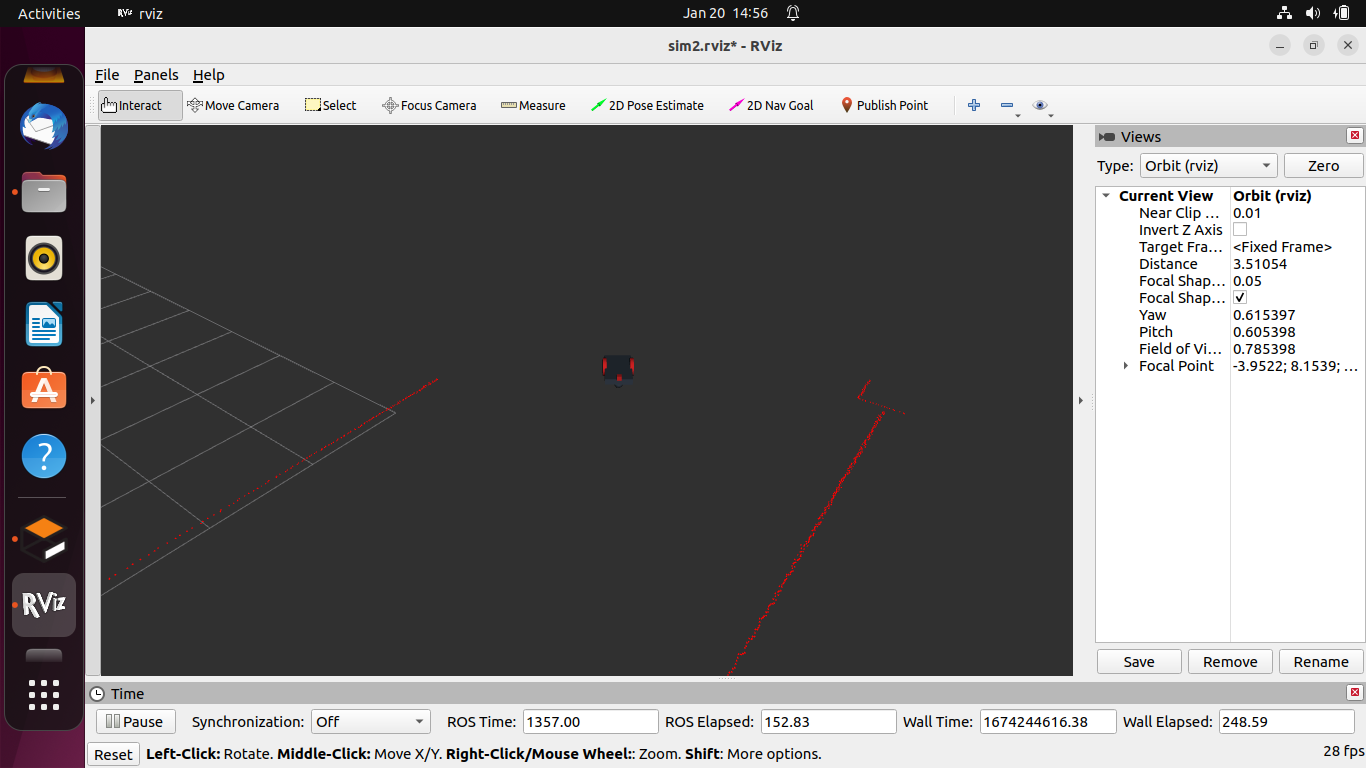 Activities RViz rviz Jan 20 14:56
sim2.rviz* - RViz
File Panels Help
Interact Move Camera Select Focus Camera Measure 2D Pose Estimate 2D Nav Goal Publish Point
Views
Type: Orbit (rviz) Zero
Current View Orbit (rviz)
Near Clip ... 0.01
Invert Z Axis
Target Fra... <Fixed Frame>
Distance 3.51054
Focal Shap... 0.05
Focal Shap... ✓
Yaw 0.615397
Pitch 0.605398
Field of Vi... 0.785398
Focal Point -3.9522; 8.1539; ...
RViz
Save Remove Rename
Time
Pause Synchronization: Off ROS Time: 1357.00 ROS Elapsed: 152.83 Wall Time: 1674244616.38 Wall Elapsed: 248.59
Reset Left-Click: Rotate. Middle-Click: Move X/Y. Right-Click/Mouse Wheel:: Zoom. Shift: More options. 28 fps